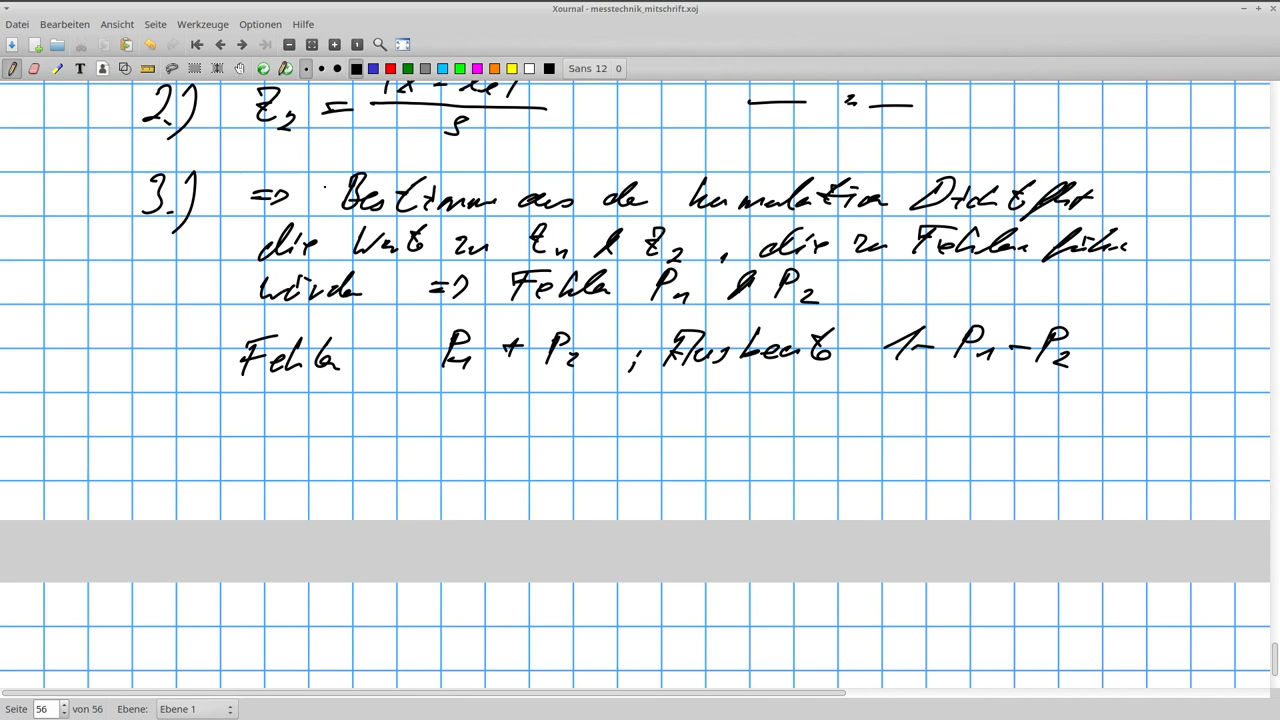 Xournal - messtechnik_mitschrift.xoj
Datei Bearbeiten Ansicht Seite Werkzeuge Optionen Hilfe
Sans 12 0
2.) Z2 = —— " ——
s
3.) => Bestimme aus der kumulativen Dichtefkt
die Werte zu Z1 & Z2, die zu Fehlern führen
würden => Fehler P1 & P2
Fehler P1 + P2 ; Ausbeute 1 - P1 - P2
Seite 56 von 56 Ebene: Ebene 1